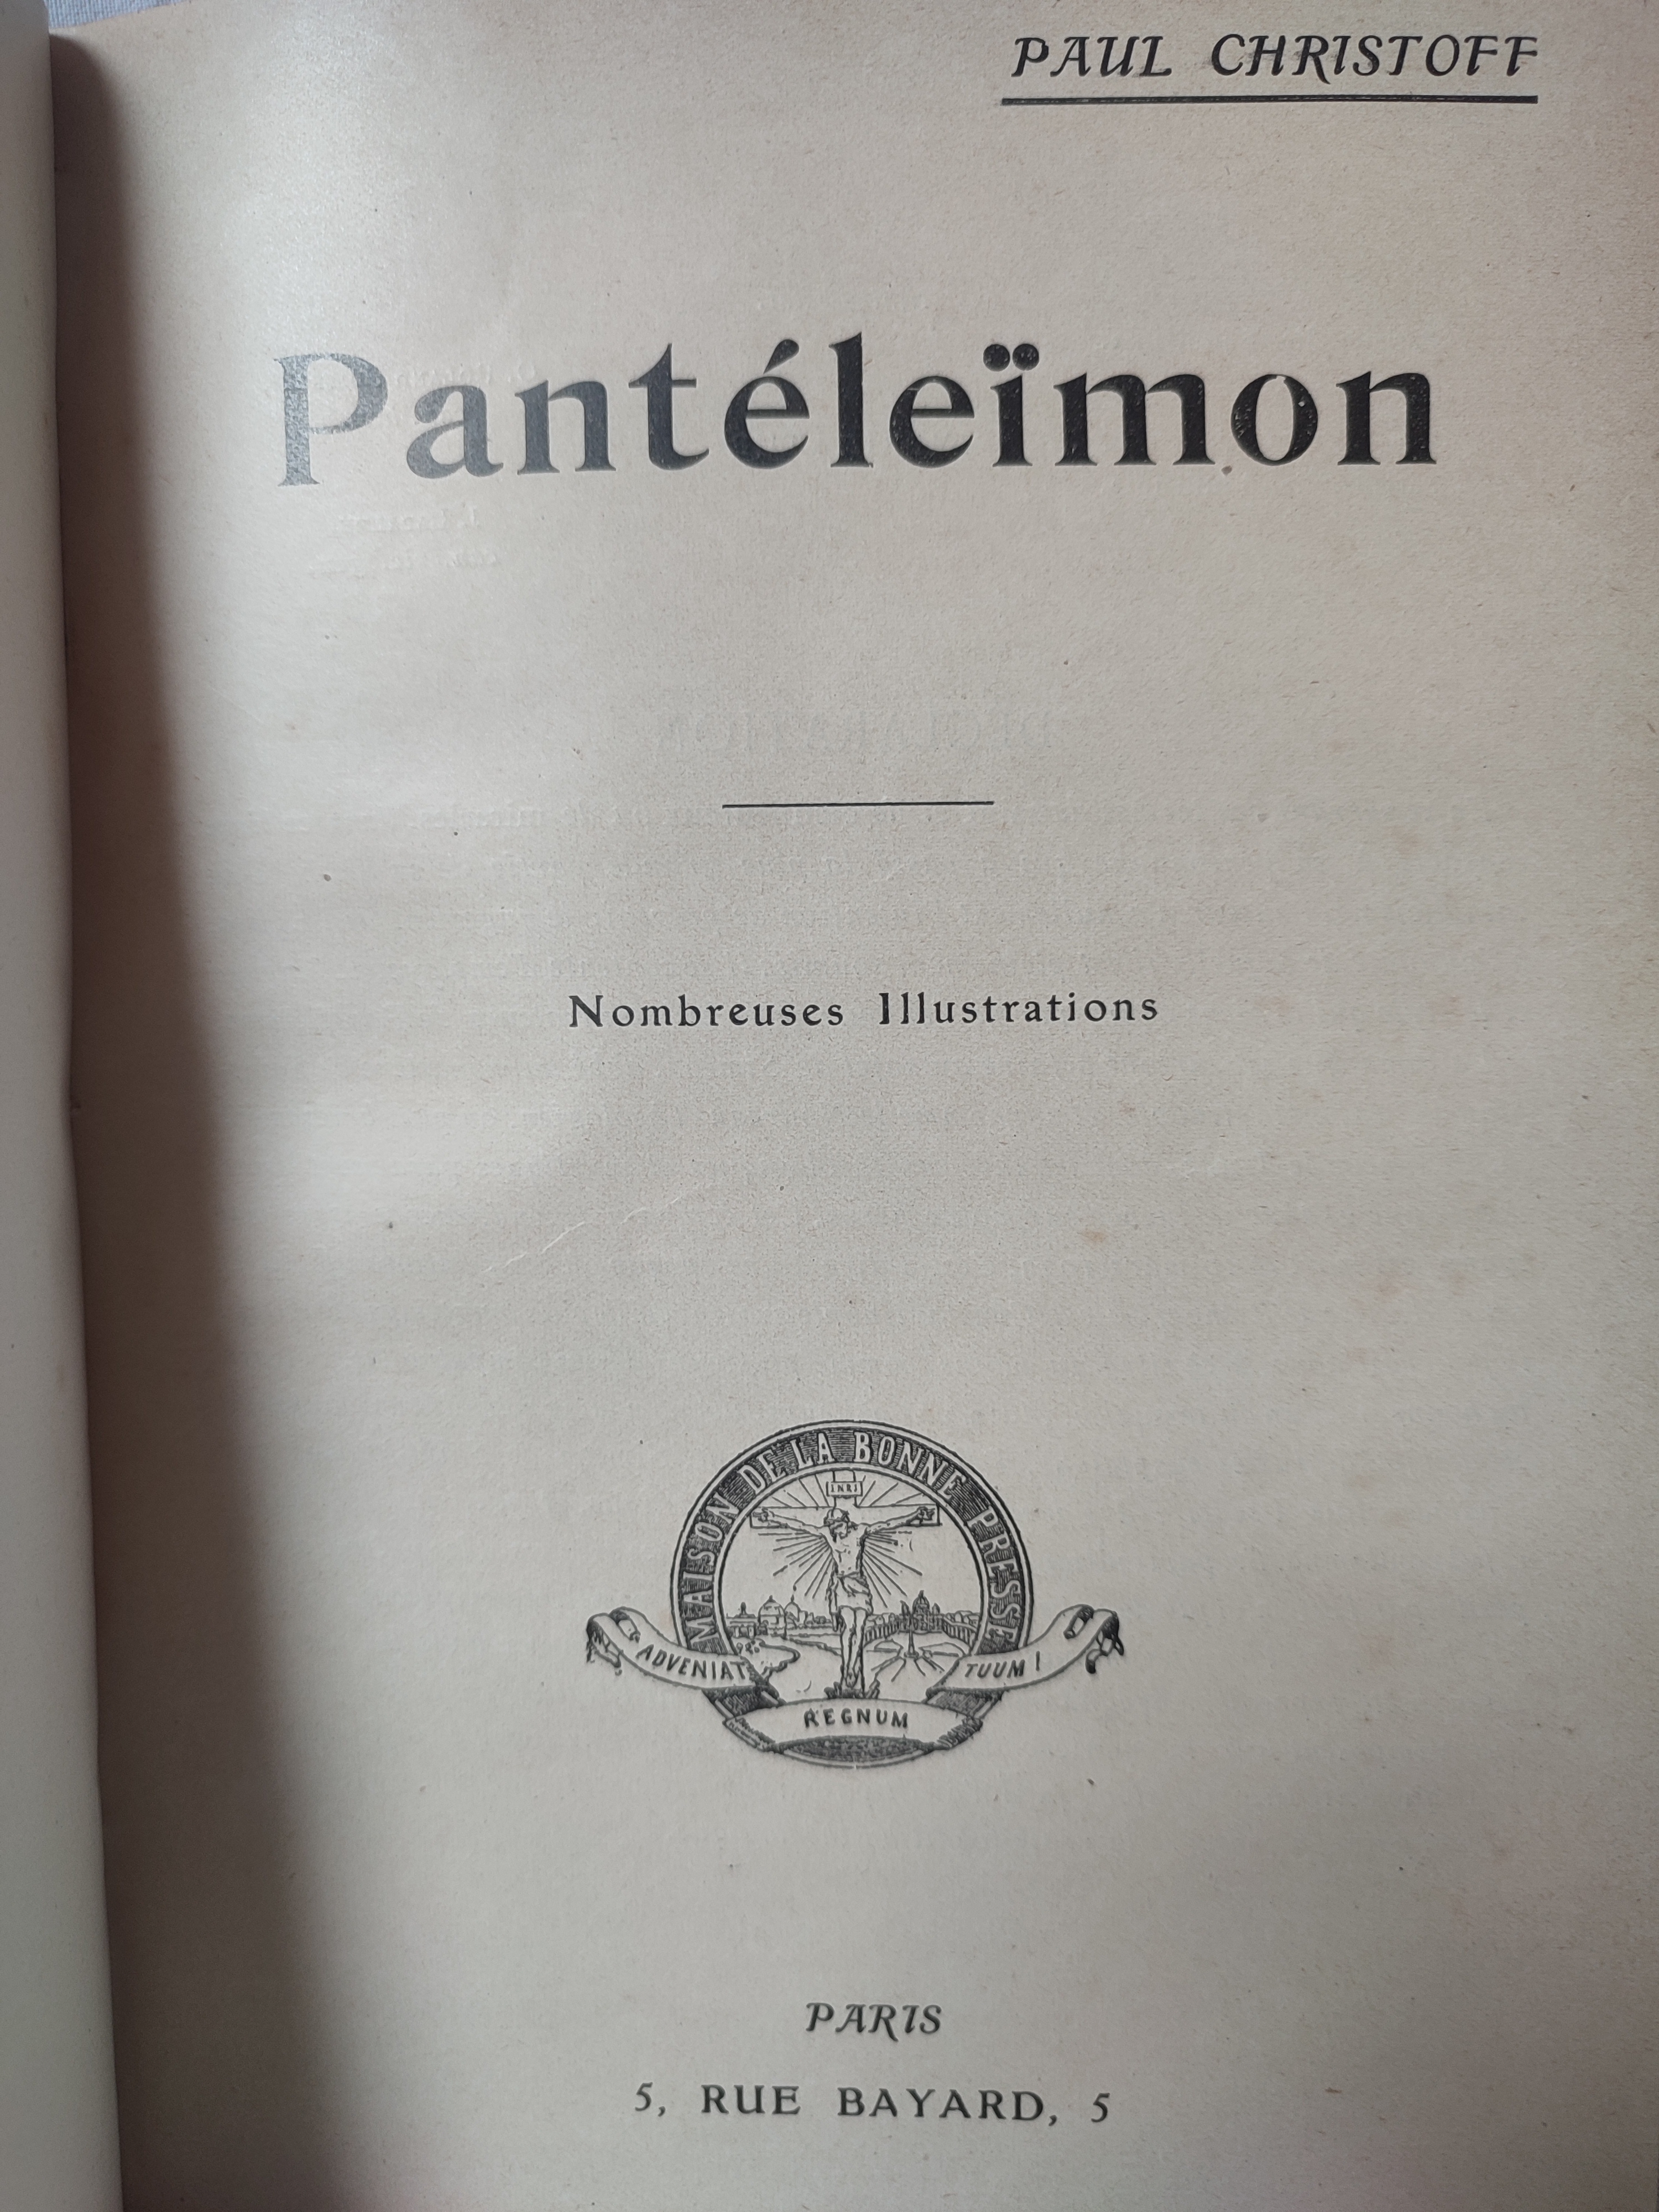 PAUL CHRISTOFF
Pantéleïmon
Nombreuses Illustrations
MAISON DE LA BONNE PRESSE
INRI
ADVENIAT
REGNUM
TUUM!
PARIS
5, RUE BAYARD, 5